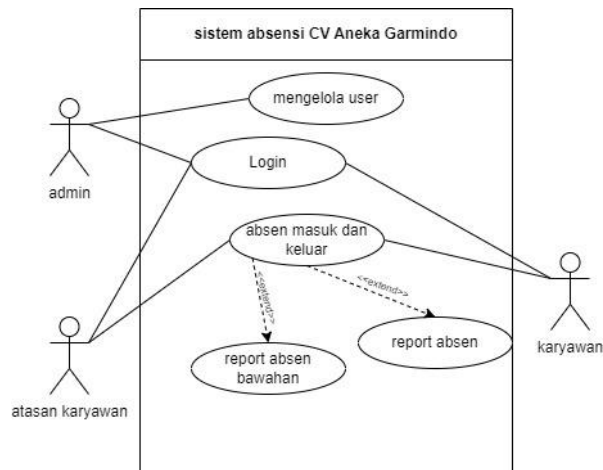 sistem absensi CV Aneka Garmindo
mengelola user
Login
admin
absen masuk dan
keluar
<<extend>>
<<extend>>
report absen
bawahan
report absen
karyawan
atasan karyawan